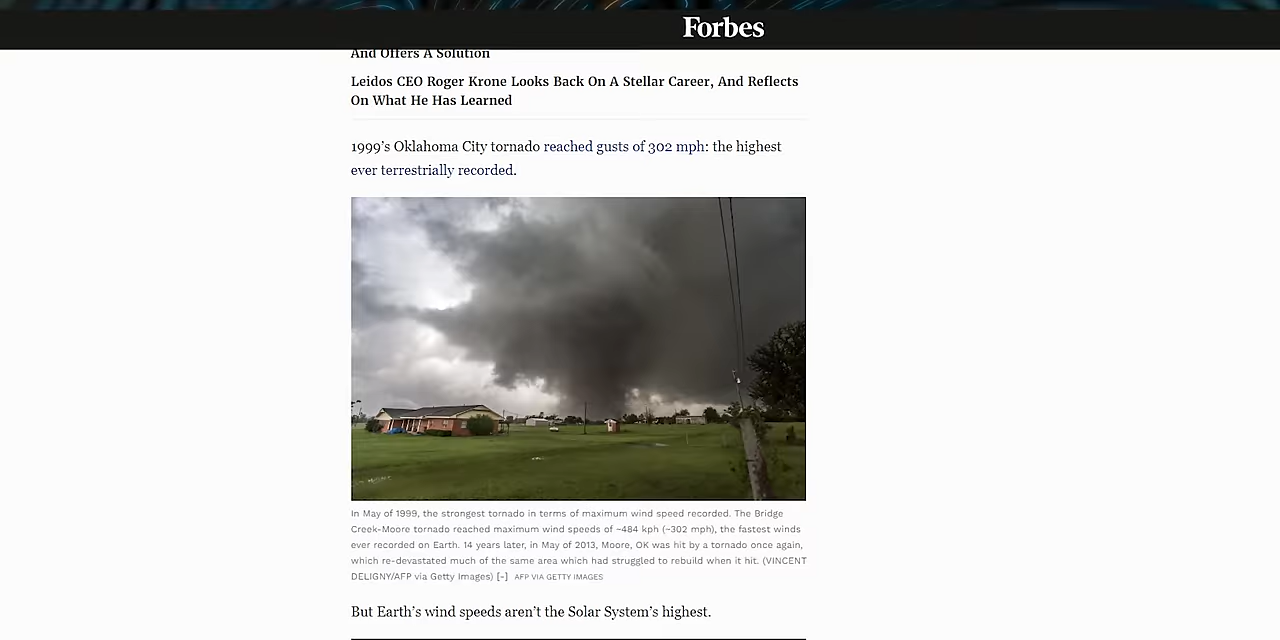 Forbes
And Offers A Solution
Leidos CEO Roger Krone Looks Back On A Stellar Career, And Reflects
On What He Has Learned
1999’s Oklahoma City tornado reached gusts of 302 mph: the highest
ever terrestrially recorded.
In May of 1999, the strongest tornado in terms of maximum wind speed recorded. The Bridge
Creek-Moore tornado reached maximum wind speeds of ~484 kph (~302 mph), the fastest winds
ever recorded on Earth. 14 years later, in May of 2013, Moore, OK was hit by a tornado once again,
which re-devastated much of the same area which had struggled to rebuild when it hit. (VINCENT
DELIGNY/AFP via Getty Images) [-] AFP VIA GETTY IMAGES
But Earth’s wind speeds aren’t the Solar System’s highest.